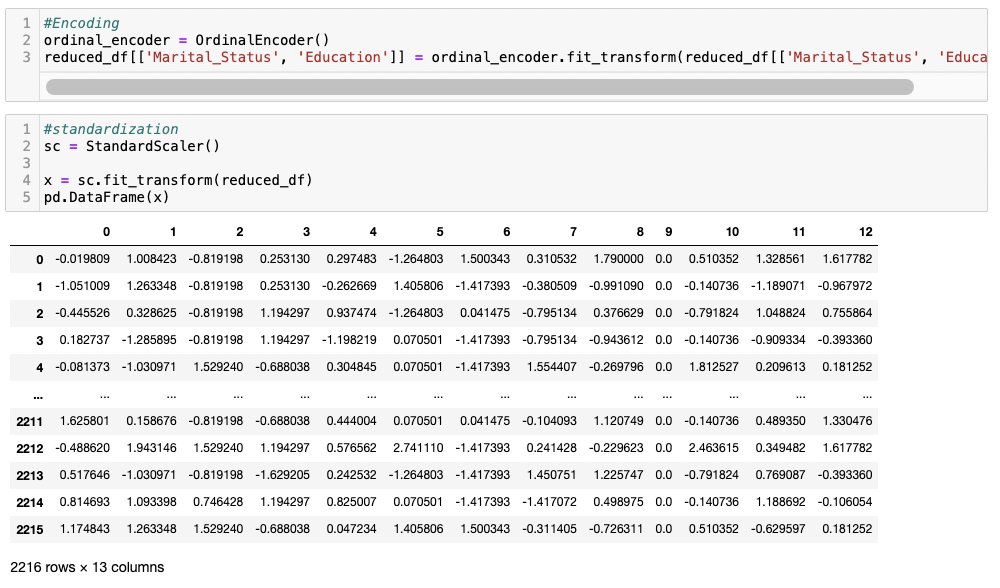 1 #Encoding
2 ordinal_encoder = OrdinalEncoder()
3 reduced_df[['Marital_Status', 'Education']] = ordinal_encoder.fit_transform(reduced_df[['Marital_Status', 'Educa
1 #standardization
2 sc = StandardScaler()
3
4 x = sc.fit_transform(reduced_df)
5 pd.DataFrame(x)
0 1 2 3 4 5 6 7 8 9 10 11 12
0 -0.019809 1.008423 -0.819198 0.253130 0.297483 -1.264803 1.500343 0.310532 1.790000 0.0 0.510352 1.328561 1.617782
1 -1.051009 1.263348 -0.819198 0.253130 -0.262669 1.405806 -1.417393 -0.380509 -0.991090 0.0 -0.140736 -1.189071 -0.967972
2 -0.445526 0.328625 -0.819198 1.194297 0.937474 -1.264803 0.041475 -0.795134 0.376629 0.0 -0.791824 1.048824 0.755864
3 0.182737 -1.285895 -0.819198 1.194297 -1.198219 0.070501 -1.417393 -0.795134 -0.943612 0.0 -0.140736 -0.909334 -0.393360
4 -0.081373 -1.030971 1.529240 -0.688038 0.304845 0.070501 -1.417393 1.554407 -0.269796 0.0 1.812527 0.209613 0.181252
... ... ... ... ... ... ... ... ... ... ... ... ... ...
2211 1.625801 0.158676 -0.819198 -0.688038 0.444004 0.070501 0.041475 -0.104093 1.120749 0.0 -0.140736 0.489350 1.330476
2212 -0.488620 1.943146 1.529240 1.194297 0.576562 2.741110 -1.417393 0.241428 -0.229623 0.0 2.463615 0.349482 1.617782
2213 0.517646 -1.030971 -0.819198 -1.629205 0.242532 -1.264803 -1.417393 1.450751 1.225747 0.0 -0.791824 0.769087 -0.393360
2214 0.814693 1.093398 0.746428 1.194297 0.825007 0.070501 -1.417393 -1.417072 0.498975 0.0 -0.140736 1.188692 -0.106054
2215 1.174843 1.263348 1.529240 -0.688038 0.047234 1.405806 1.500343 -0.311405 -0.726311 0.0 0.510352 -0.629597 0.181252
2216 rows × 13 columns